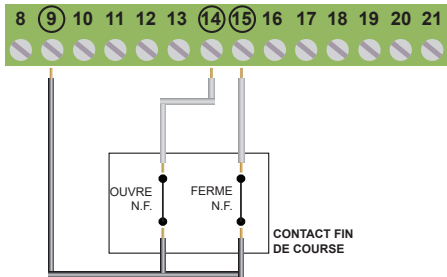 8 9 10 11 12 13 14 15 16 17 18 19 20 21
OUVRE
N.F.
FERME
N.F.
CONTACT FIN
DE COURSE